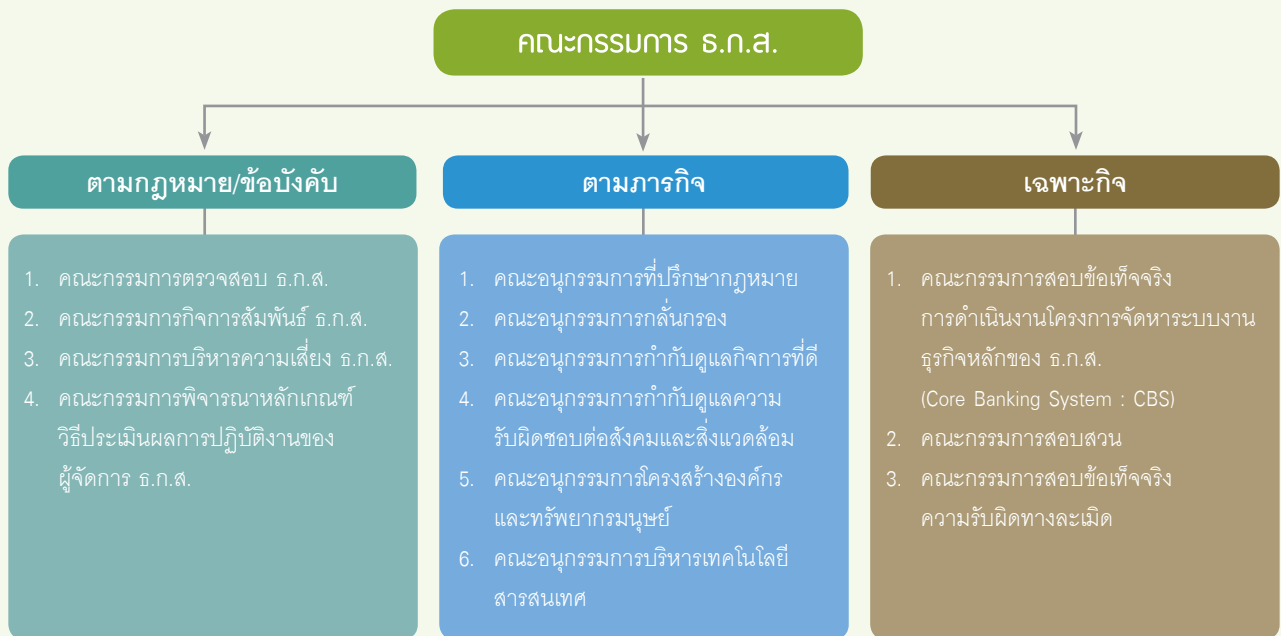 คณะกรรมการ ธ.ก.ส.
ตามกฎหมาย/ข้อบังคับ
1. คณะกรรมการตรวจสอบ ธ.ก.ส.
2. คณะกรรมการกิจการสัมพันธ์ ธ.ก.ส.
3. คณะกรรมการบริหารความเสี่ยง ธ.ก.ส.
4. คณะกรรมการพิจารณาหลักเกณฑ์
วิธีประเมินผลการปฏิบัติงานของ
ผู้จัดการ ธ.ก.ส.
ตามภารกิจ
1. คณะอนุกรรมการที่ปรึกษากฎหมาย
2. คณะอนุกรรมการกลั่นกรอง
3. คณะอนุกรรมการกำกับดูแลกิจการที่ดี
4. คณะอนุกรรมการกำกับดูแลความ
รับผิดชอบต่อสังคมและสิ่งแวดล้อม
5. คณะอนุกรรมการโครงสร้างองค์กร
และทรัพยากรมนุษย์
6. คณะอนุกรรมการบริหารเทคโนโลยี
สารสนเทศ
เฉพาะกิจ
1. คณะกรรมการสอบข้อเท็จจริง
การดำเนินงานโครงการจัดหาระบบงาน
ธุรกิจหลักของ ธ.ก.ส.
(Core Banking System : CBS)
2. คณะกรรมการสอบสวน
3. คณะกรรมการสอบข้อเท็จจริง
ความรับผิดทางละเมิด